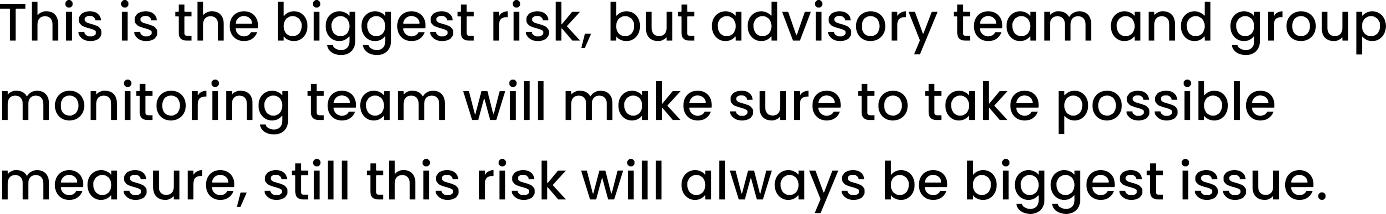 This is the biggest risk, but advisory team and group
monitoring team will make sure to take possible
measure, still this risk will always be biggest issue.